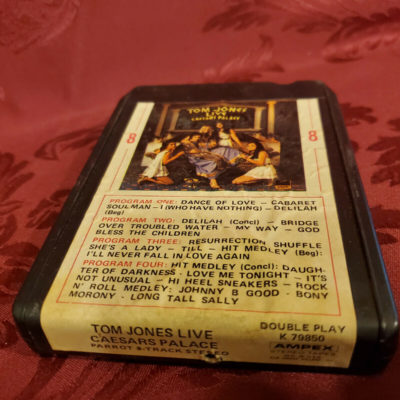 TOM JONES
LIVE
CAESARS PALACE
8 8
PROGRAM ONE: DANCE OF LOVE – CABARET
SOULMAN – I (WHO HAVE NOTHING) – DELILAH
(Beg)
PROGRAM TWO: DELILAH (Concl) – BRIDGE
OVER TROUBLED WATER – MY WAY – GOD
BLESS THE CHILDREN
PROGRAM THREE: RESURRECTION SHUFFLE
SHE'S A LADY – TILL – HIT MEDLEY (Beg):
I'LL NEVER FALL IN LOVE AGAIN
PROGRAM FOUR: HIT MEDLEY (Concl): DAUGH-
TER OF DARKNESS · LOVE ME TONIGHT – IT'S
NOT UNUSUAL – HI HEEL SNEAKERS – ROCK
N' ROLL MEDLEY: JOHNNY B GOOD · BONY
MORONY · LONG TALL SALLY
TOM JONES LIVE
CAESARS PALACE
PARROT 8-TRACK STEREO
DOUBLE PLAY
K 79850
AMPEX
STEREO TAPES